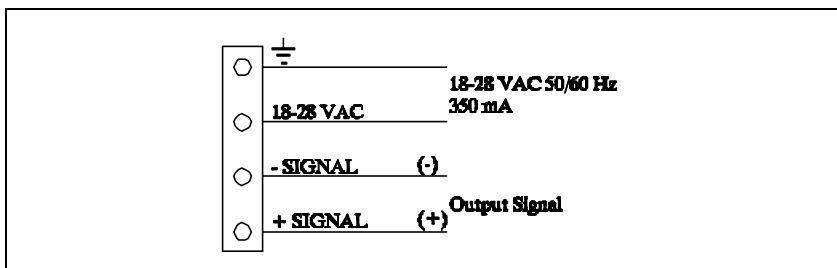 18-28 VAC 50/60 Hz
350 mA
18-28 VAC
- SIGNAL (-)
Output Signal
+ SIGNAL (+)